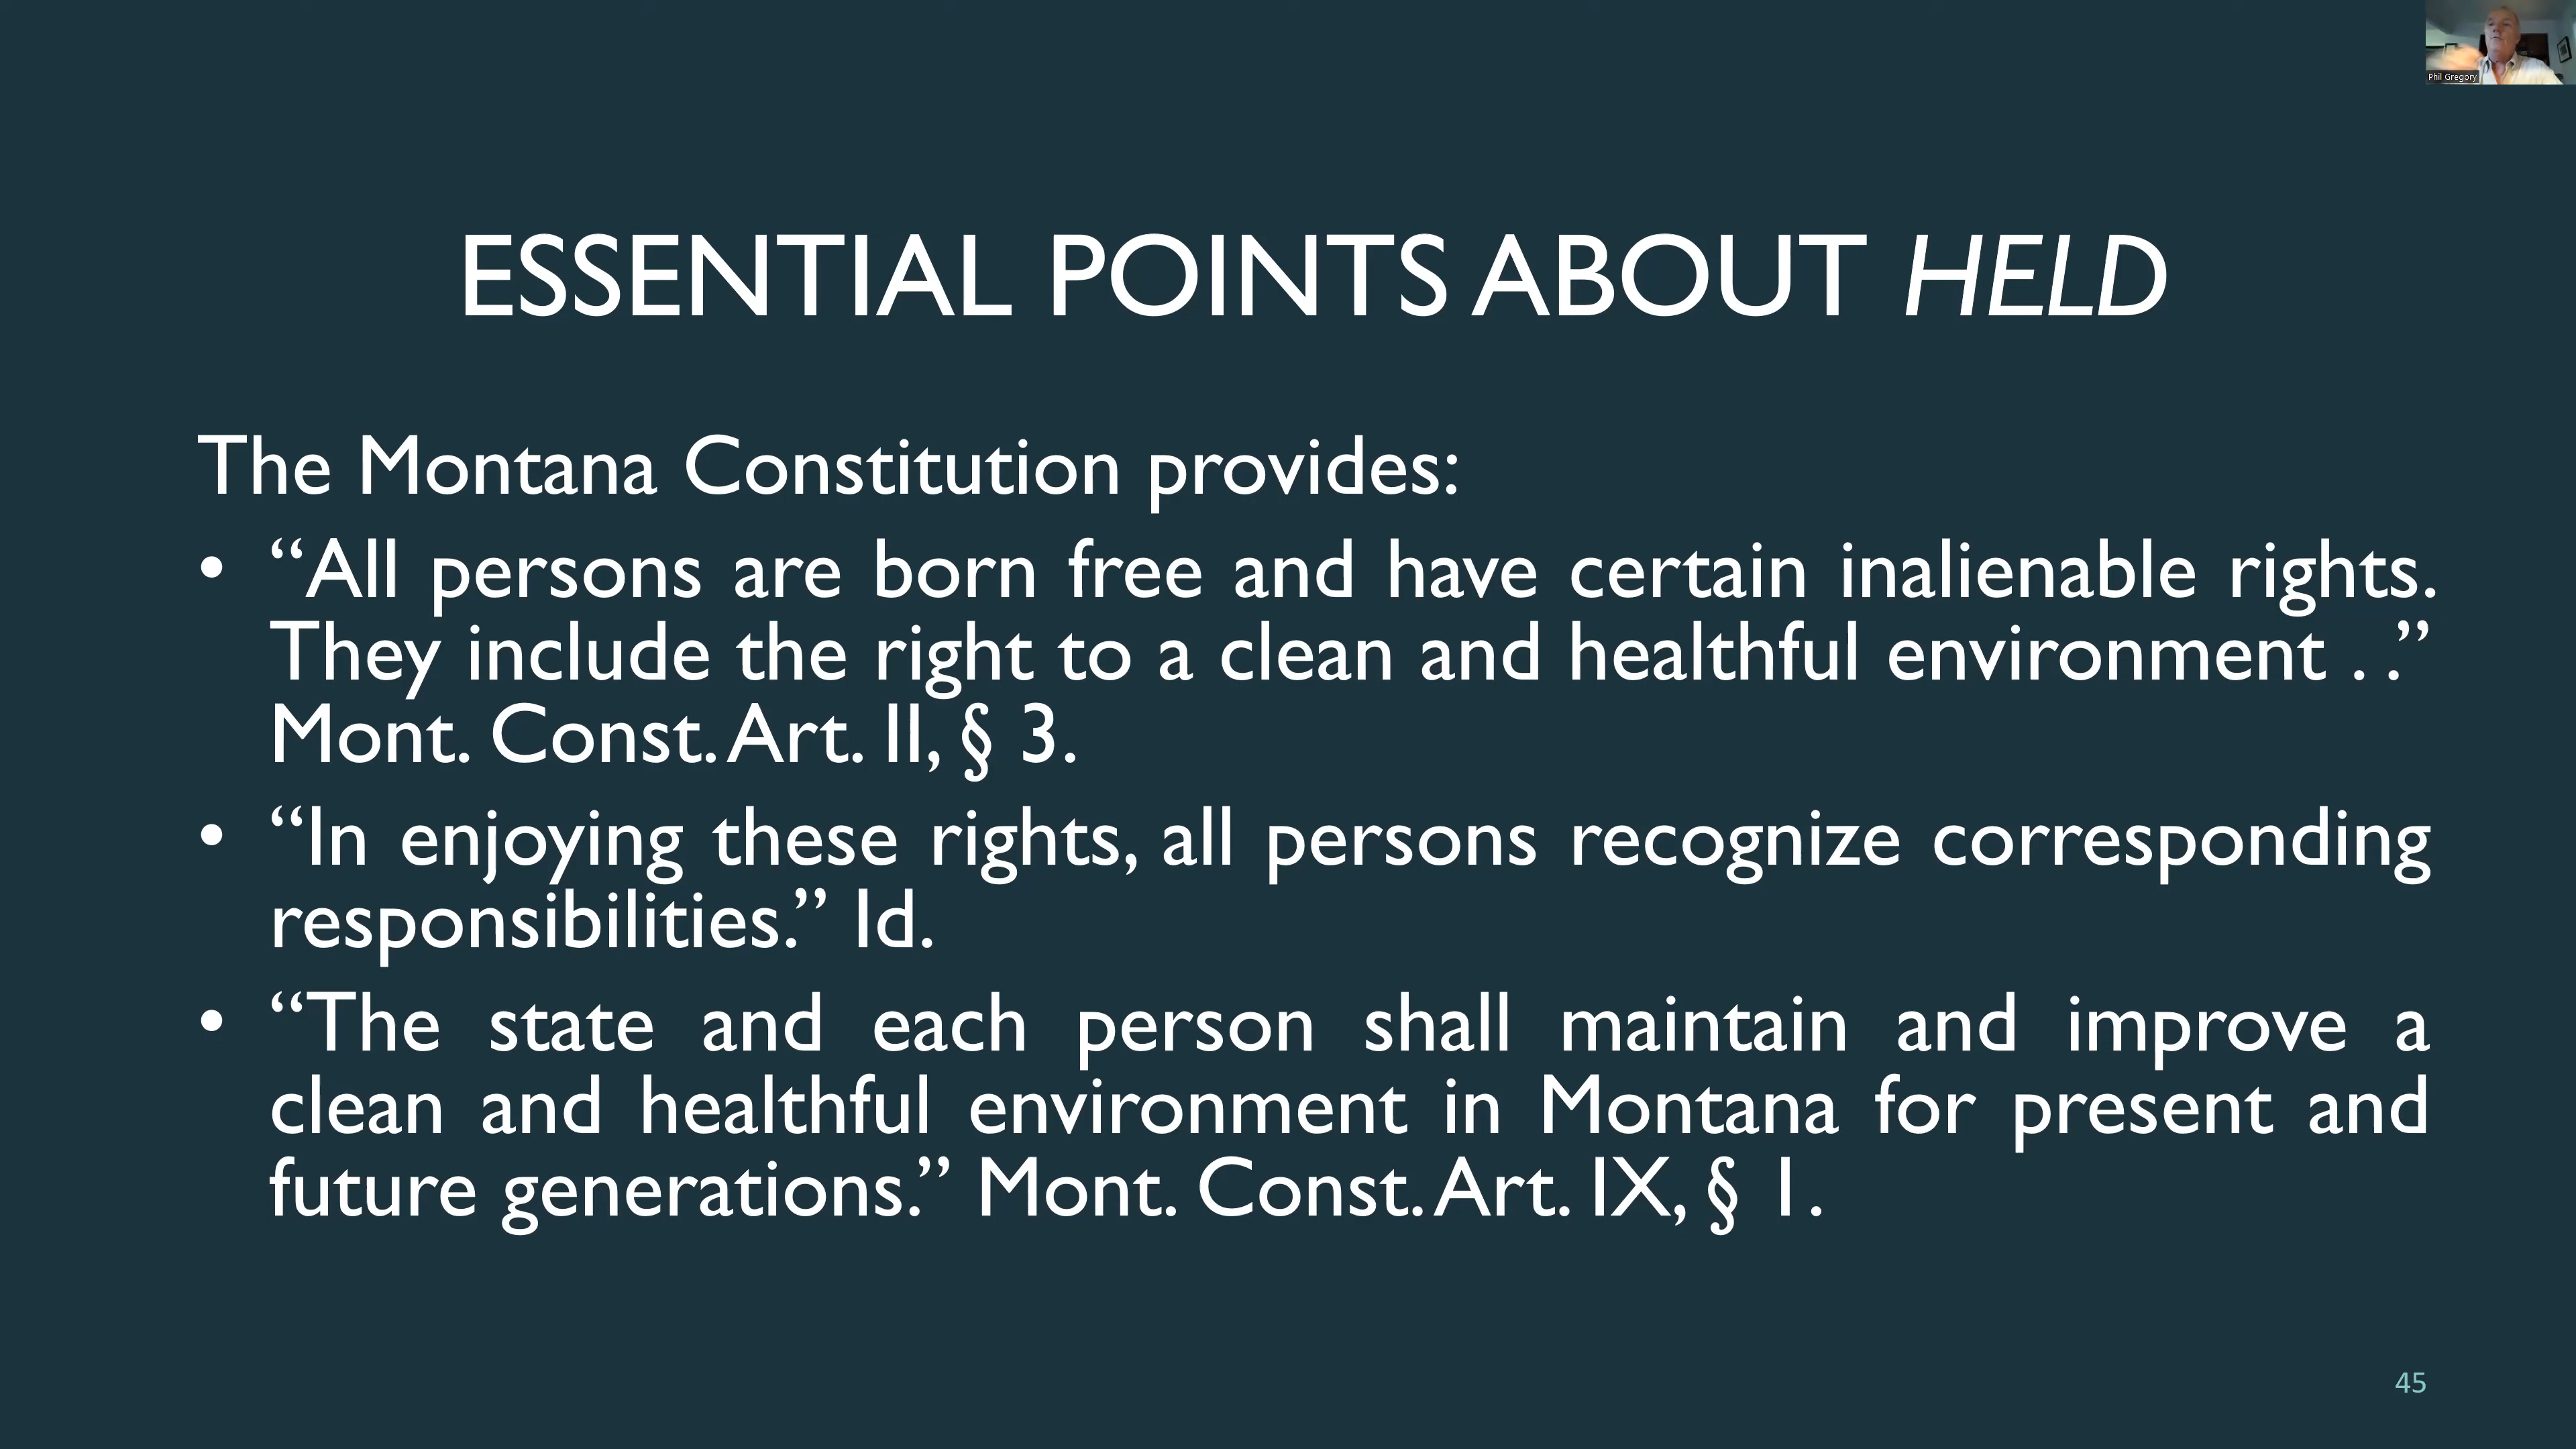 Phil Gregory
ESSENTIAL POINTS ABOUT HELD
The Montana Constitution provides:
• “All persons are born free and have certain inalienable rights.
They include the right to a clean and healthful environment . .”
Mont. Const. Art. II, § 3.
• “In enjoying these rights, all persons recognize corresponding
responsibilities.” Id.
• “The state and each person shall maintain and improve a
clean and healthful environment in Montana for present and
future generations.” Mont. Const. Art. IX, § 1.
45